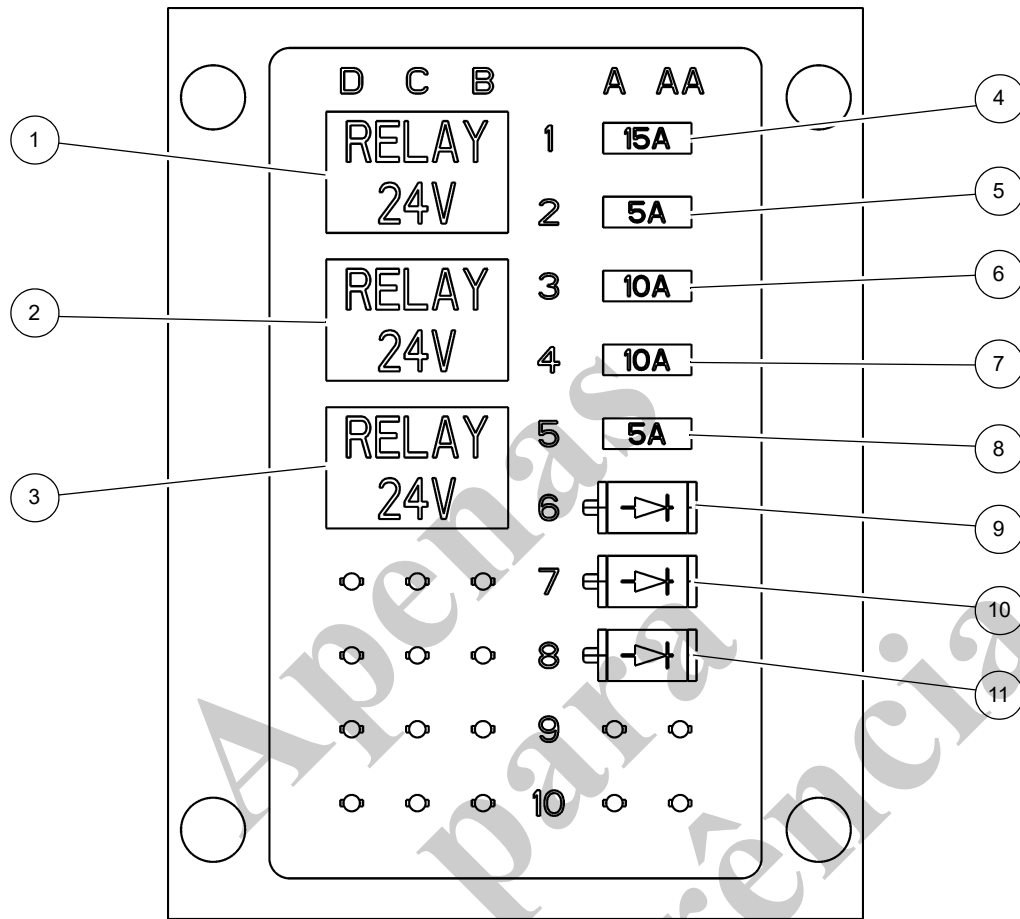 D C B A AA
1 RELAY 24V 1 15A 4
2 5A 5
2 RELAY 24V 3 10A 6
4 10A 7
3 RELAY 24V 5 5A 8
6 9
7 10
8 11
9
10
Apenas
para
rência